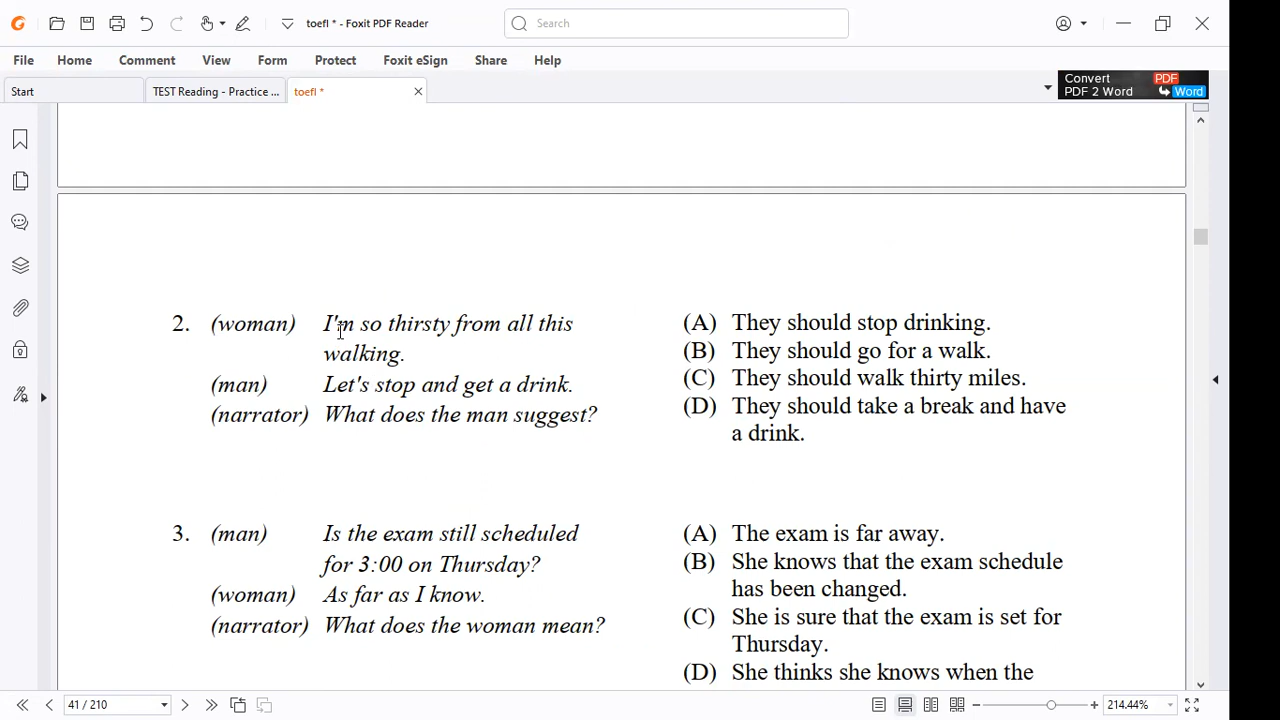 toefl * - Foxit PDF Reader
Search
File Home Comment View Form Protect Foxit eSign Share Help
Start
TEST Reading - Practice ...
toefl *
Convert PDF
PDF 2 Word Word
2. (woman) I'm so thirsty from all this
walking.
(man) Let's stop and get a drink.
(narrator) What does the man suggest?
(A) They should stop drinking.
(B) They should go for a walk.
(C) They should walk thirty miles.
(D) They should take a break and have
a drink.
3. (man) Is the exam still scheduled
for 3:00 on Thursday?
(woman) As far as I know.
(narrator) What does the woman mean?
(A) The exam is far away.
(B) She knows that the exam schedule
has been changed.
(C) She is sure that the exam is set for
Thursday.
(D) She thinks she knows when the
41 / 210
214.44%